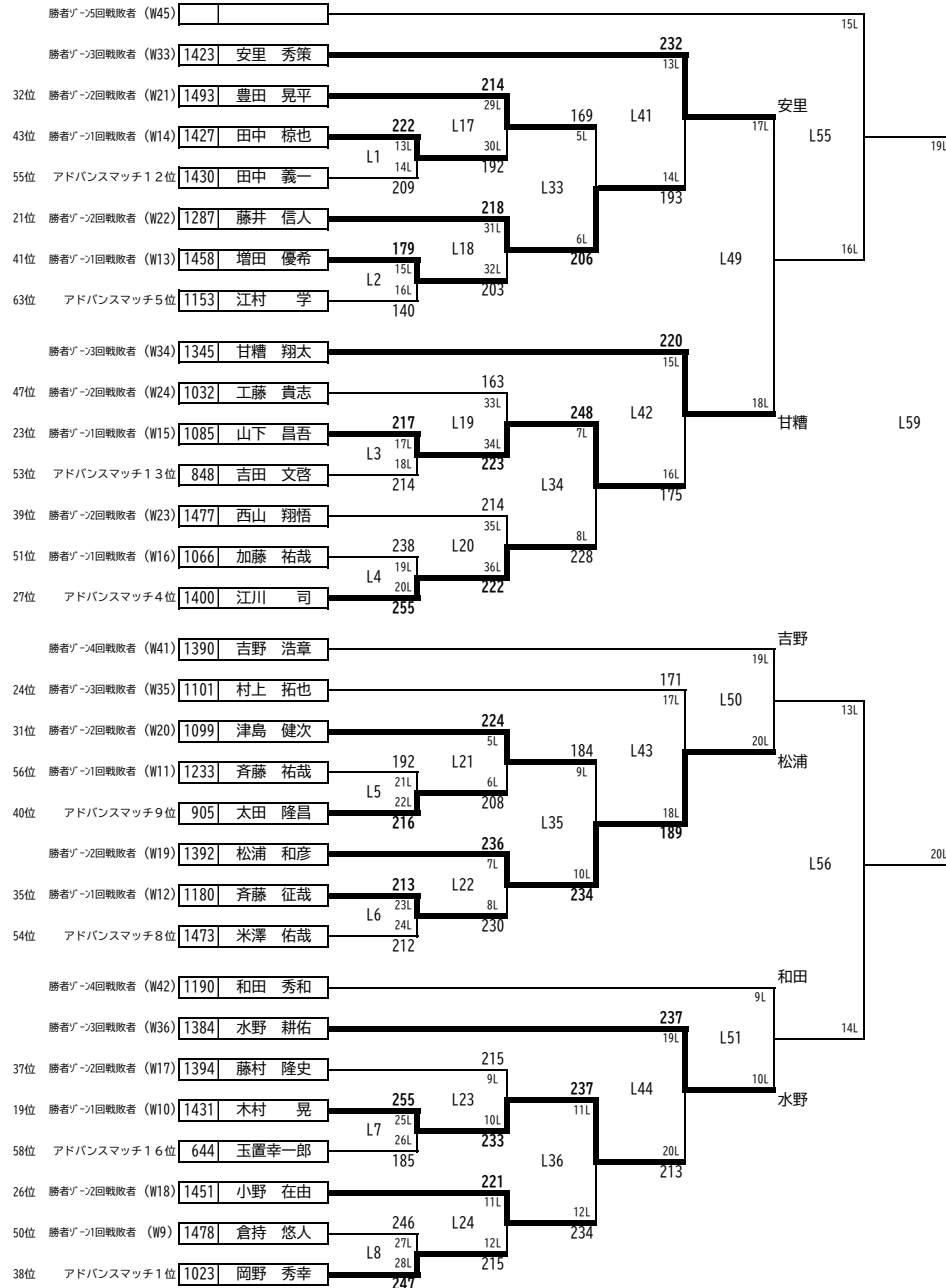 勝者ｿﾞｰﾝ5回戦敗者 (W45)
15L
勝者ｿﾞｰﾝ3回戦敗者 (W33) 1423 安里 秀策 232
13L
32位 勝者ｿﾞｰﾝ2回戦敗者 (W21) 1493 豊田 晃平 214
29L
安里
17L
43位 勝者ｿﾞｰﾝ1回戦敗者 (W14) 1427 田中 椋也 222
13L
L1
14L
L17
30L
192
169
5L
L41
L55
19L
55位 アドバンスマッチ１２位 1430 田中 義一 209
L33
14L
193
21位 勝者ｿﾞｰﾝ2回戦敗者 (W22) 1287 藤井 信人 218
31L
41位 勝者ｿﾞｰﾝ1回戦敗者 (W13) 1458 増田 優希 179
15L
L2
16L
L18
32L
203
6L
206
L49
16L
63位 アドバンスマッチ５位 1153 江村 学 140
勝者ｿﾞｰﾝ3回戦敗者 (W34) 1345 甘糟 翔太 220
15L
47位 勝者ｿﾞｰﾝ2回戦敗者 (W24) 1032 工藤 貴志 163
33L
23位 勝者ｿﾞｰﾝ1回戦敗者 (W15) 1085 山下 昌吾 217
17L
L3
18L
L19
34L
223
248
7L
L42
18L
甘糟
L59
53位 アドバンスマッチ１３位 848 吉田 文啓 214
L34
16L
175
39位 勝者ｿﾞｰﾝ2回戦敗者 (W23) 1477 西山 翔悟 214
35L
51位 勝者ｿﾞｰﾝ1回戦敗者 (W16) 1066 加藤 祐哉 238
19L
L4
20L
L20
36L
222
8L
228
27位 アドバンスマッチ４位 1400 江川 司 255
勝者ｿﾞｰﾝ4回戦敗者 (W41) 1390 吉野 浩章 吉野
19L
24位 勝者ｿﾞｰﾝ3回戦敗者 (W35) 1101 村上 拓也 171
17L
L50
13L
31位 勝者ｿﾞｰﾝ2回戦敗者 (W20) 1099 津島 健次 224
5L
56位 勝者ｿﾞｰﾝ1回戦敗者 (W11) 1233 斉藤 祐哉 192
21L
L5
22L
L21
6L
208
184
9L
L43
20L
松浦
40位 アドバンスマッチ９位 905 太田 隆昌 216
L35
18L
189
勝者ｿﾞｰﾝ2回戦敗者 (W19) 1392 松浦 和彦 236
7L
L56
20L
35位 勝者ｿﾞｰﾝ1回戦敗者 (W12) 1180 斉藤 征哉 213
23L
L6
24L
L22
8L
230
10L
234
54位 アドバンスマッチ８位 1473 米澤 佑哉 212
勝者ｿﾞｰﾝ4回戦敗者 (W42) 1190 和田 秀和 和田
9L
勝者ｿﾞｰﾝ3回戦敗者 (W36) 1384 水野 耕佑 237
19L
L51
14L
37位 勝者ｿﾞｰﾝ2回戦敗者 (W17) 1394 藤村 隆史 215
9L
19位 勝者ｿﾞｰﾝ1回戦敗者 (W10) 1431 木村 晃 255
25L
L7
26L
L23
10L
233
237
11L
L44
10L
水野
58位 アドバンスマッチ１６位 644 玉置幸一郎 185
L36
20L
213
26位 勝者ｿﾞｰﾝ2回戦敗者 (W18) 1451 小野 在由 221
11L
50位 勝者ｿﾞｰﾝ1回戦敗者 (W9) 1478 倉持 悠人 246
27L
L8
28L
L24
12L
215
12L
234
38位 アドバンスマッチ１位 1023 岡野 秀幸 247